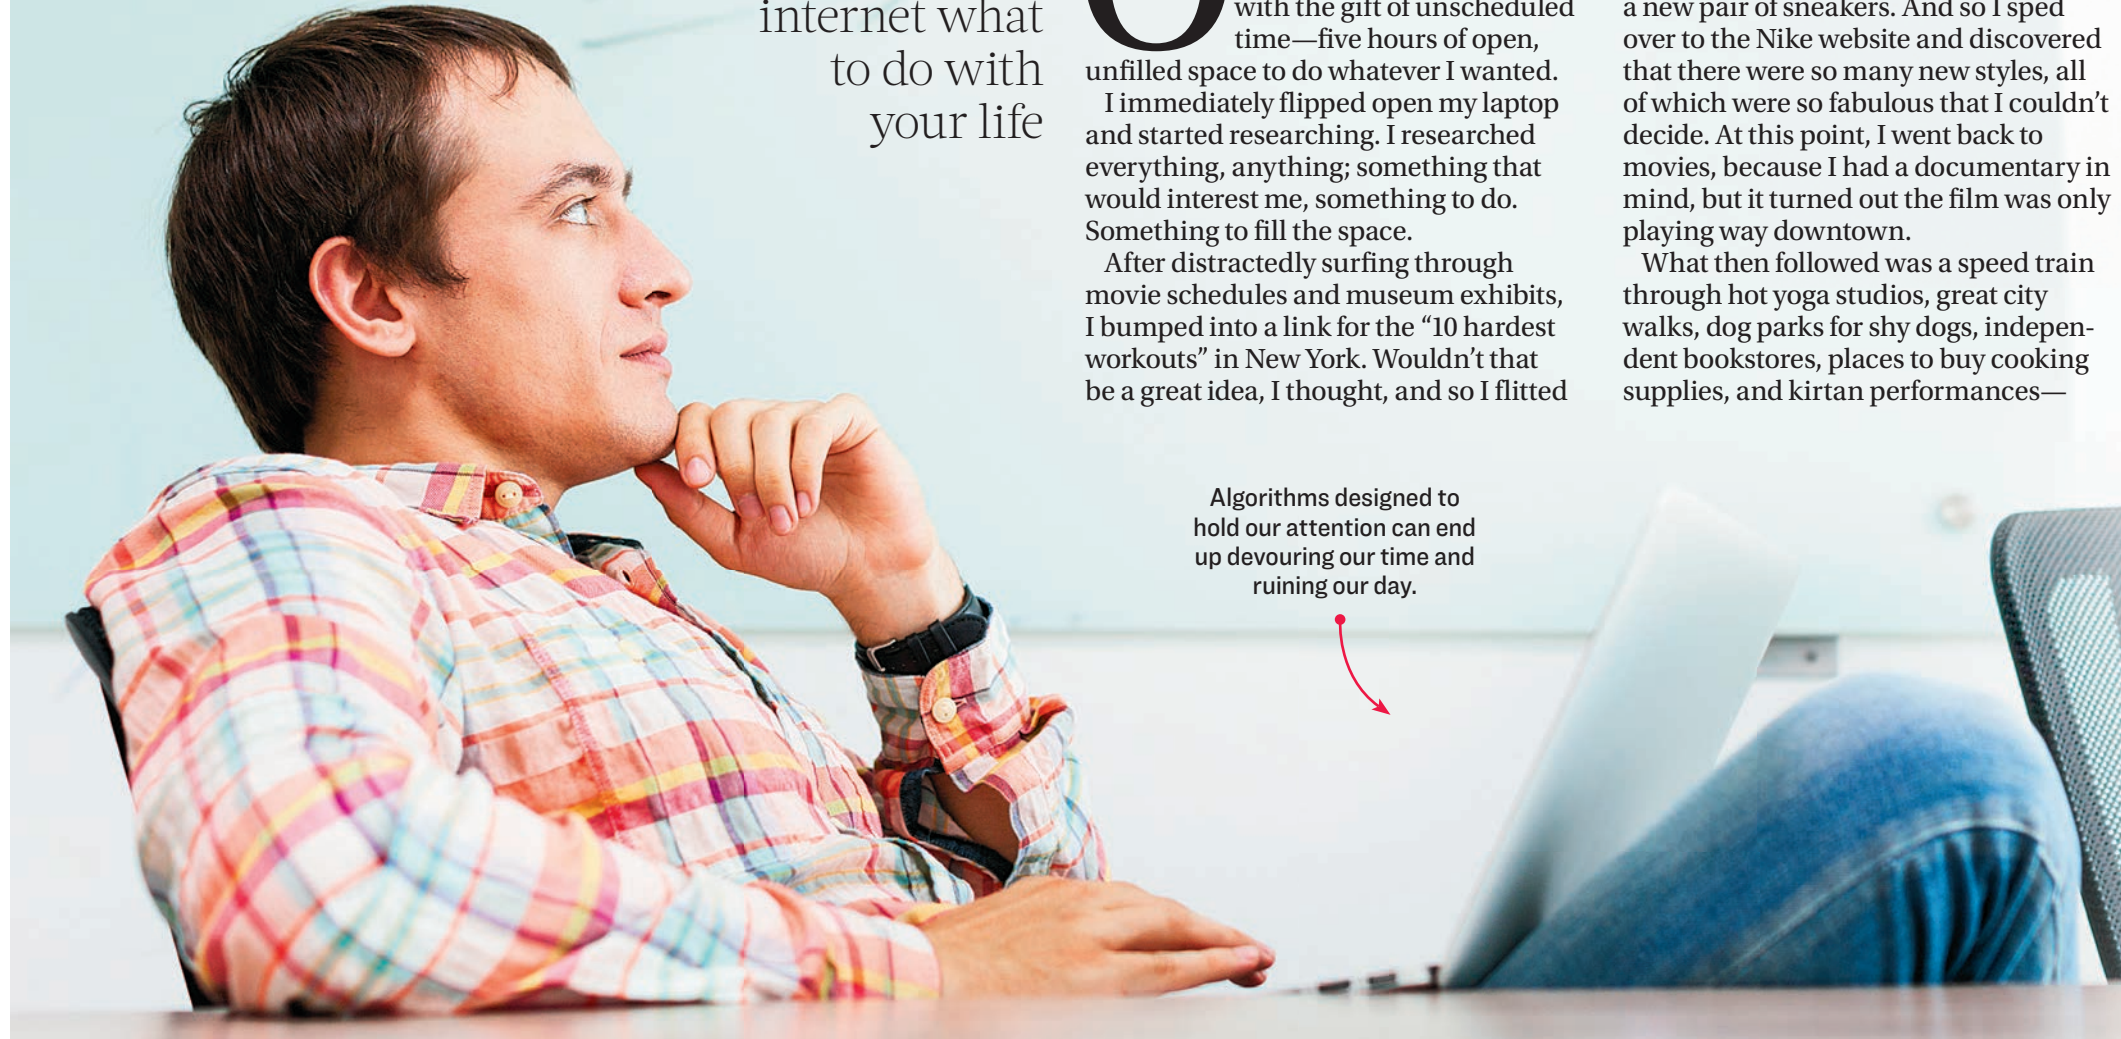 internet what
to do with
your life
O
with the gift of unscheduled
time—five hours of open,
unfilled space to do whatever I wanted.
I immediately flipped open my laptop
and started researching. I researched
everything, anything; something that
would interest me, something to do.
Something to fill the space.
After distractedly surfing through
movie schedules and museum exhibits,
I bumped into a link for the “10 hardest
workouts” in New York. Wouldn’t that
be a great idea, I thought, and so I flitted
a new pair of sneakers. And so I sped
over to the Nike website and discovered
that there were so many new styles, all
of which were so fabulous that I couldn’t
decide. At this point, I went back to
movies, because I had a documentary in
mind, but it turned out the film was only
playing way downtown.
What then followed was a speed train
through hot yoga studios, great city
walks, dog parks for shy dogs, indepen-
dent bookstores, places to buy cooking
supplies, and kirtan performances—
Algorithms designed to
hold our attention can end
up devouring our time and
ruining our day.